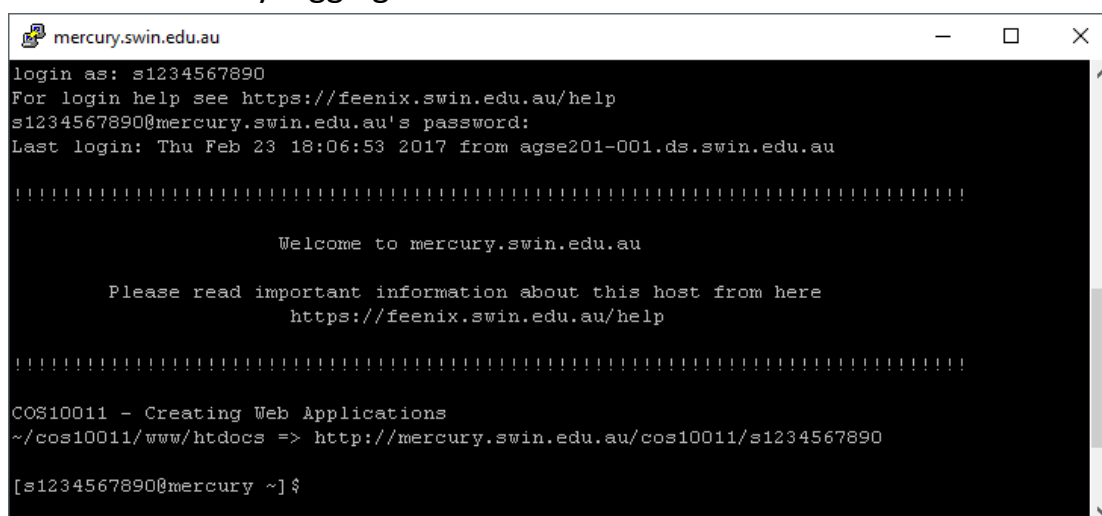 mercury.swin.edu.au
login as: s1234567890
For login help see https://feenix.swin.edu.au/help
s1234567890@mercury.swin.edu.au's password:
Last login: Thu Feb 23 18:06:53 2017 from agse201-001.ds.swin.edu.au
!!!!!!!!!!!!!!!!!!!!!!!!!!!!!!!!!!!!!!!!!!!!!!!!!!!!!!!!!!!!!!!!!!!!!!!!!!!!!!!
Welcome to mercury.swin.edu.au
Please read important information about this host from here
https://feenix.swin.edu.au/help
!!!!!!!!!!!!!!!!!!!!!!!!!!!!!!!!!!!!!!!!!!!!!!!!!!!!!!!!!!!!!!!!!!!!!!!!!!!!!!!
COS10011 - Creating Web Applications
~/cos10011/www/htdocs => http://mercury.swin.edu.au/cos10011/s1234567890
[s1234567890@mercury ~]$